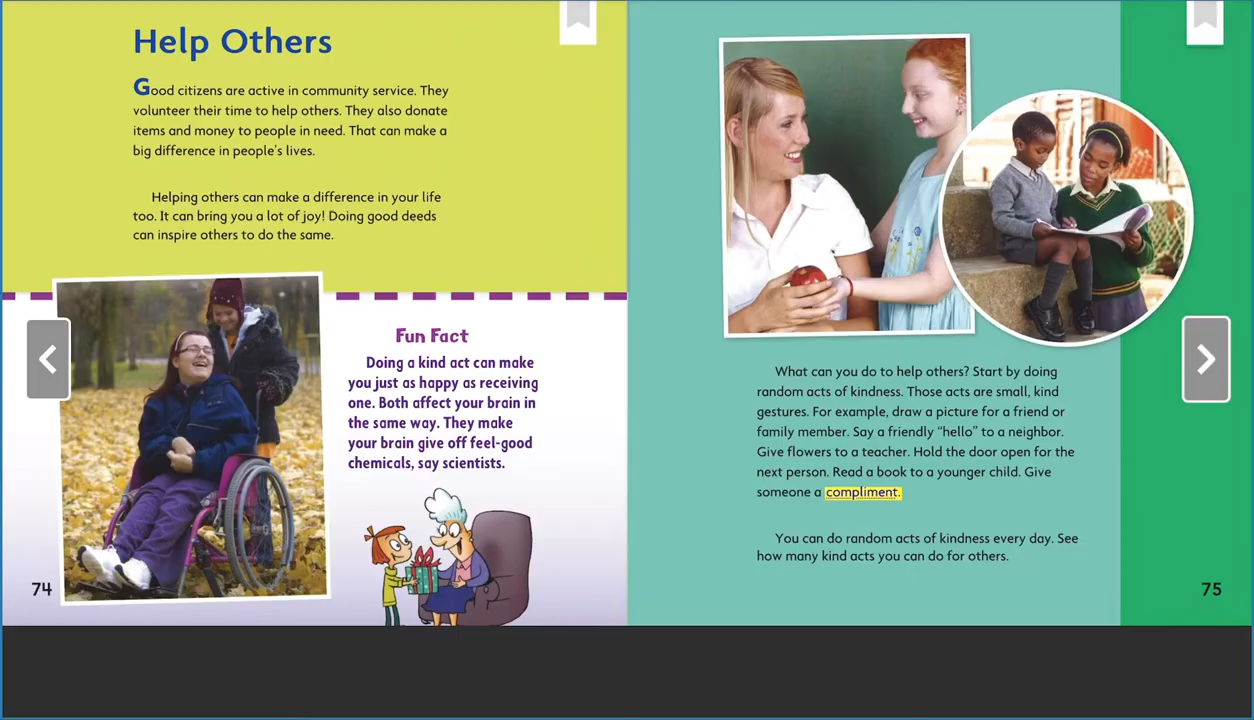 Help Others
Good citizens are active in community service. They
volunteer their time to help others. They also donate
items and money to people in need. That can make a
big difference in people's lives.
Helping others can make a difference in your life
too. It can bring you a lot of joy! Doing good deeds
can inspire others to do the same.
Fun Fact
Doing a kind act can make
you just as happy as receiving
one. Both affect your brain in
the same way. They make
your brain give off feel-good
chemicals, say scientists.
74
What can you do to help others? Start by doing
random acts of kindness. Those acts are small, kind
gestures. For example, draw a picture for a friend or
family member. Say a friendly “hello” to a neighbor.
Give flowers to a teacher. Hold the door open for the
next person. Read a book to a younger child. Give
someone a compliment.
You can do random acts of kindness every day. See
how many kind acts you can do for others.
75